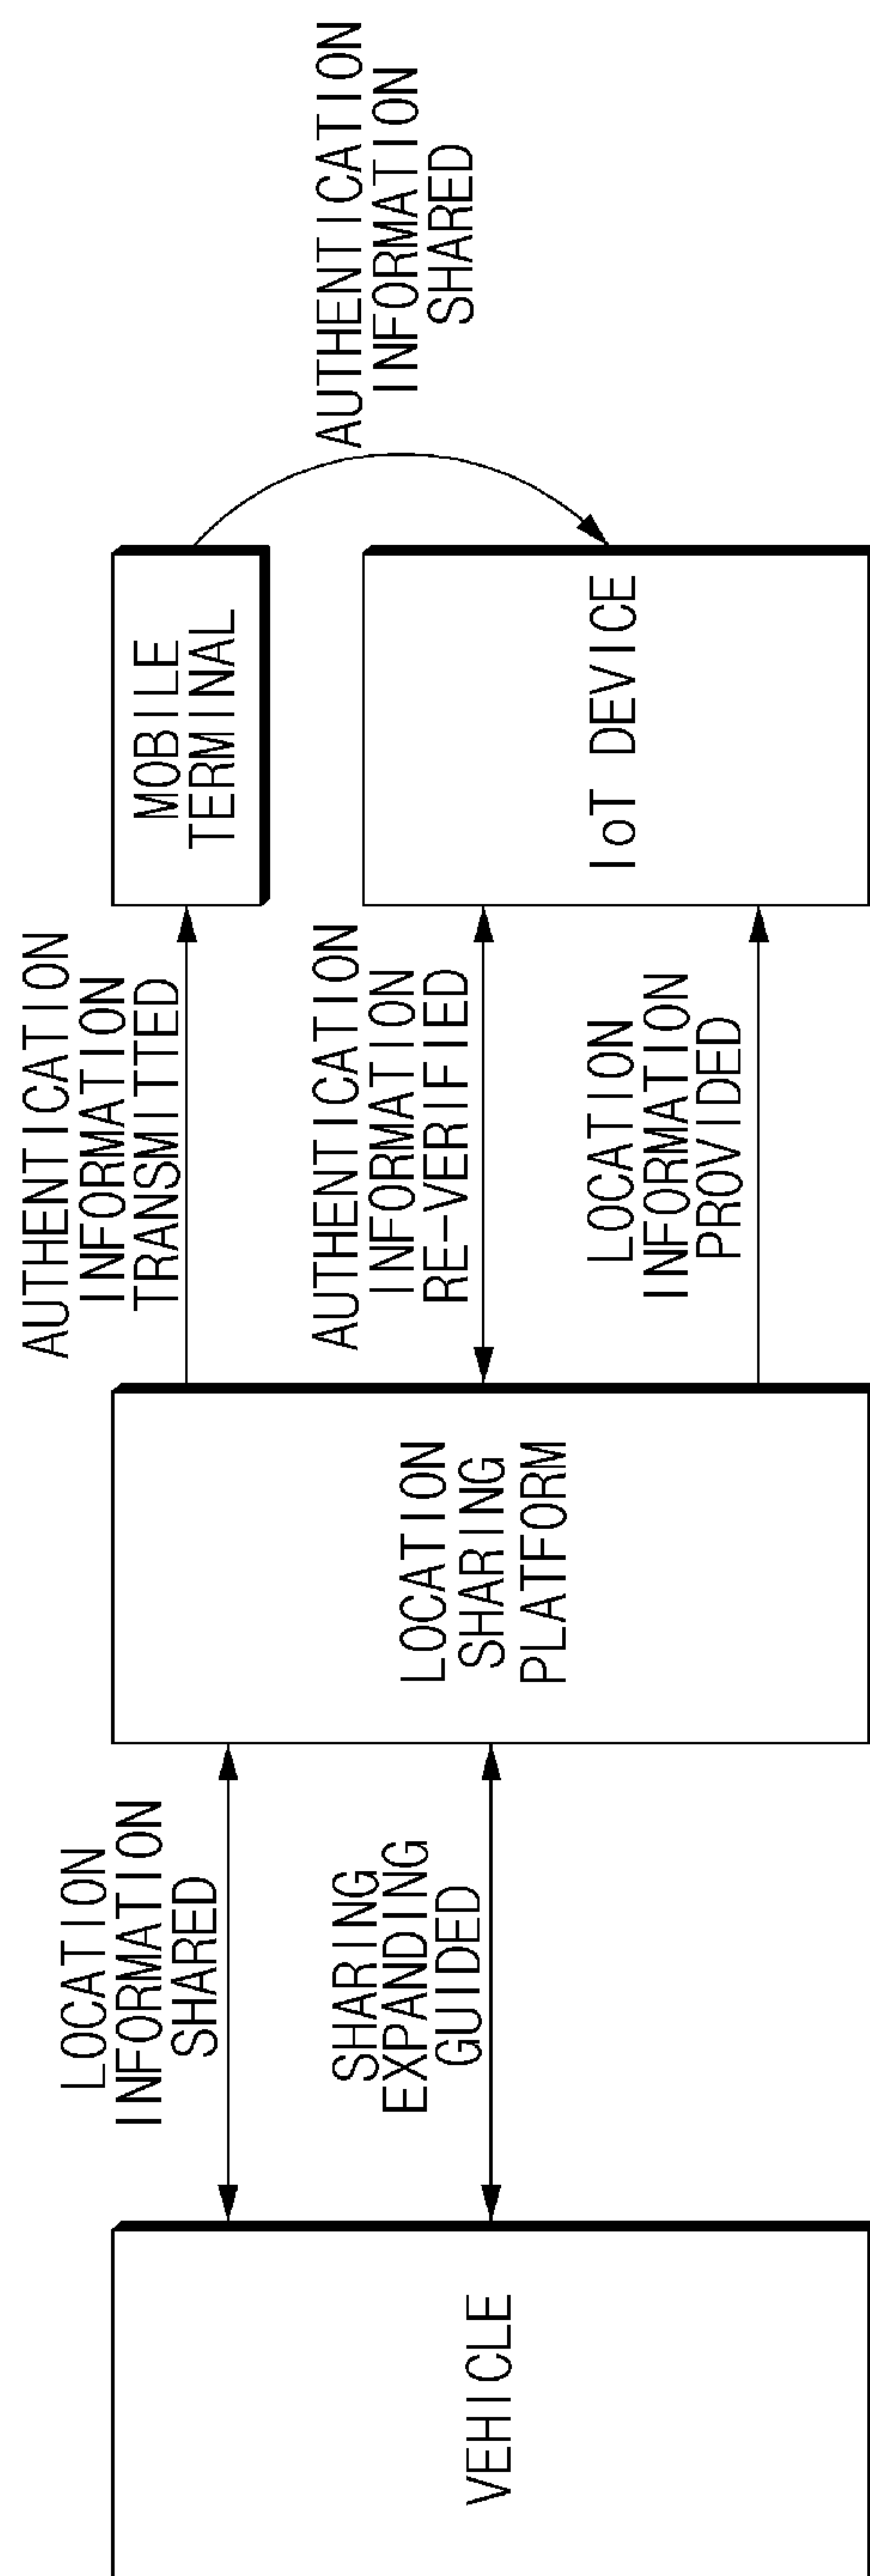 VEHICLE
LOCATION
INFORMATION
SHARED
SHARING
EXPANDING
GUIDED
LOCATION
SHARING
PLATFORM
AUTHENTICATION
INFORMATION
TRANSMITTED
AUTHENTICATION
INFORMATION
RE-VERIFIED
LOCATION
INFORMATION
PROVIDED
MOBILE
TERMINAL
IoT DEVICE
AUTHENTICATION
INFORMATION
SHARED